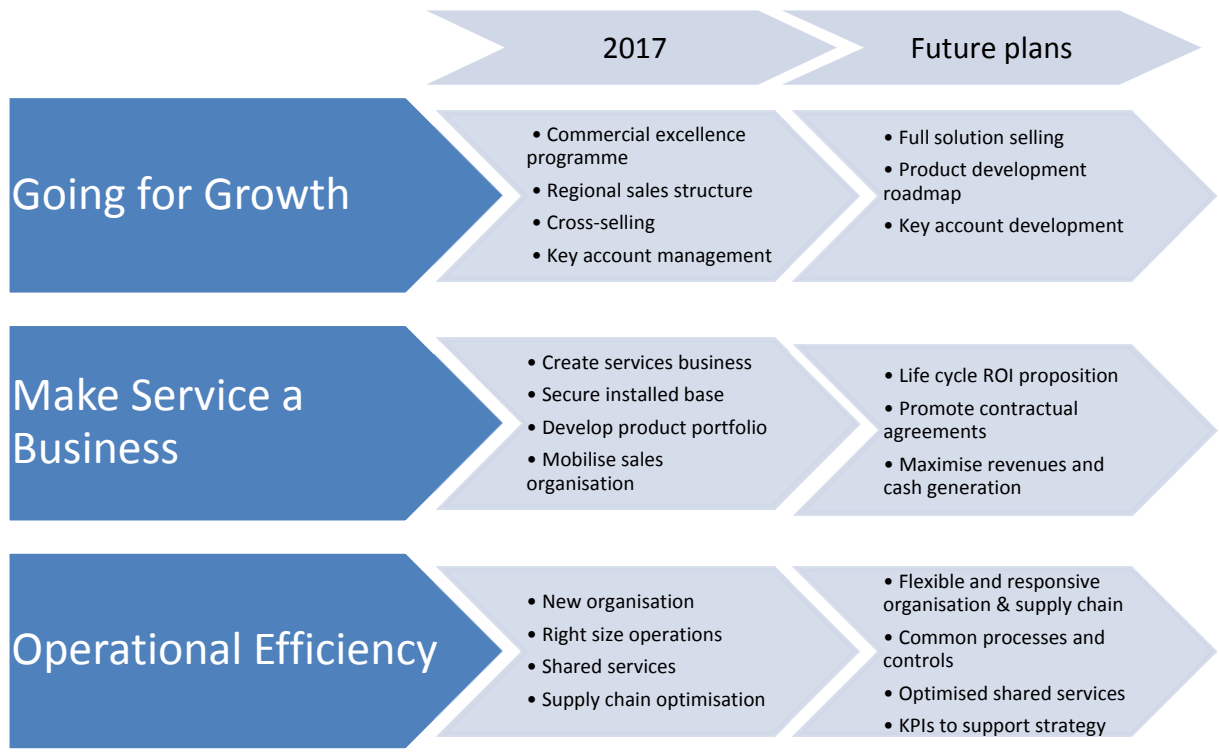 2017
Future plans
Going for Growth
• Commercial excellence
programme
• Regional sales structure
• Cross-selling
• Key account management
• Full solution selling
• Product development
roadmap
• Key account development
Make Service a
Business
• Create services business
• Secure installed base
• Develop product portfolio
• Mobilise sales
organisation
• Life cycle ROI proposition
• Promote contractual
agreements
• Maximise revenues and
cash generation
Operational Efficiency
• New organisation
• Right size operations
• Shared services
• Supply chain optimisation
• Flexible and responsive
organisation & supply chain
• Common processes and
controls
• Optimised shared services
• KPIs to support strategy